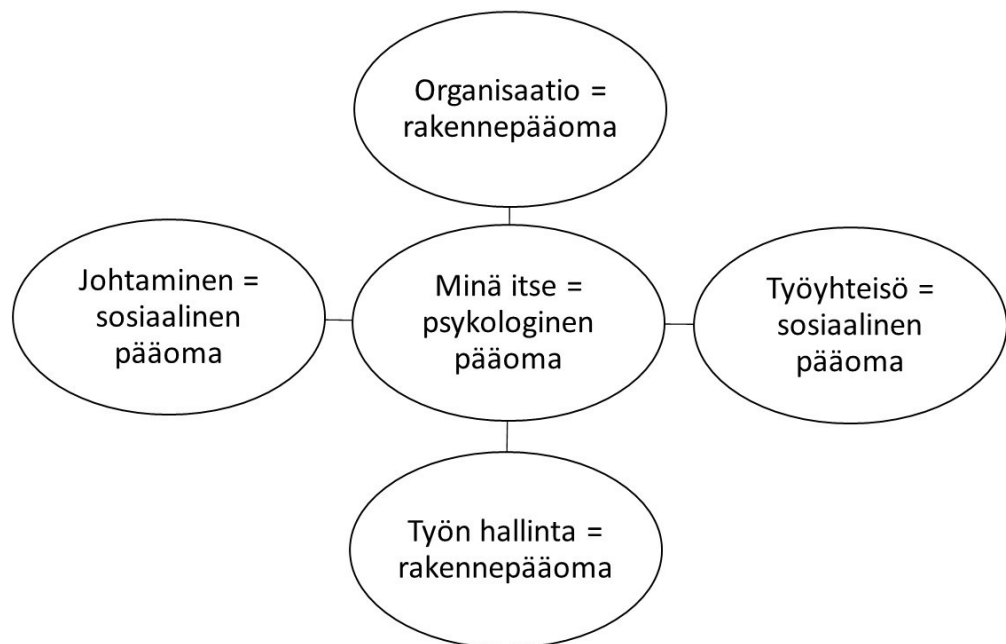 Organisaatio =
rakennepääoma
Johtaminen =
sosiaalinen
pääoma
Minä itse =
psykologinen
pääoma
Työyhteisö =
sosiaalinen
pääoma
Työn hallinta =
rakennepääoma